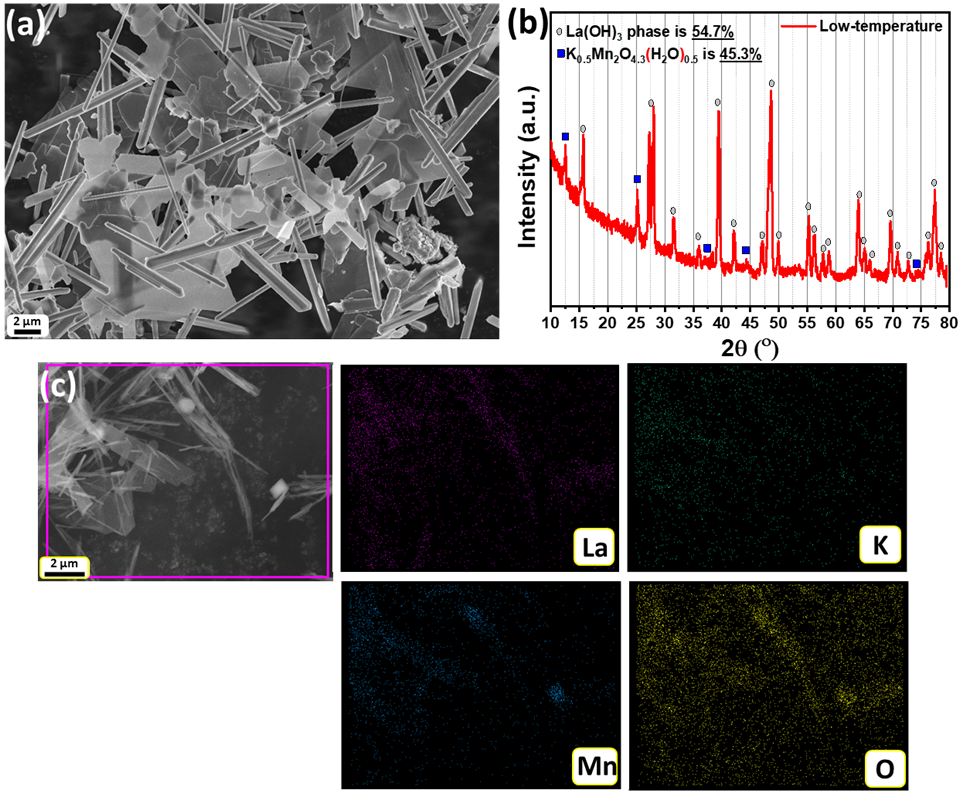 (a)
2 μm
(b)
La(OH)3 phase is 54.7%
K0.5Mn2O4.3(H2O)0.5 is 45.3%
Low-temperature
Intensity (a.u.)
10 15 20 25 30 35 40 45 50 55 60 65 70 75 80
2θ (°)
(c)
2 μm
La
K
Mn
O